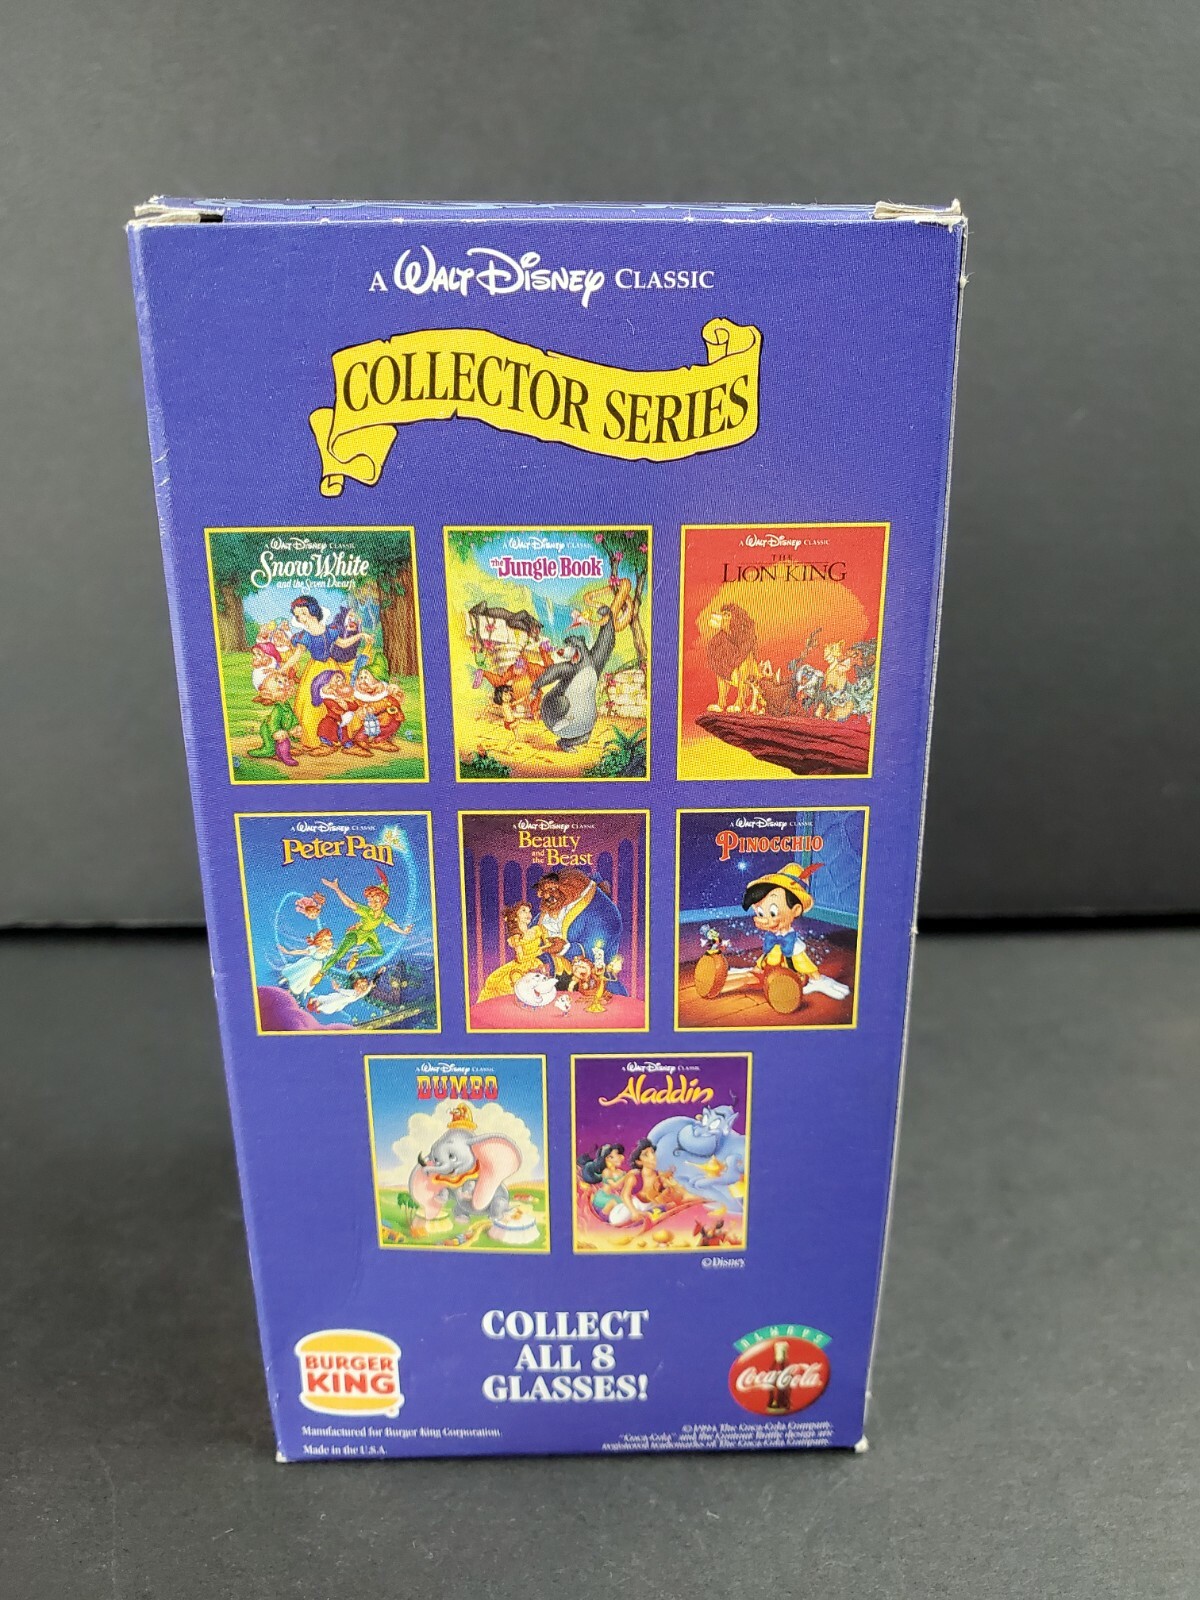 A Walt Disney Classic
COLLECTOR SERIES
A Walt Disney Classic
Snow White
and the Seven Dwarfs
A Walt Disney Classic
The Jungle Book
A Walt Disney Classic
THE
LION KING
A Walt Disney Classic
Peter Pan
A Walt Disney Classic
Beauty
and the Beast
A Walt Disney Classic
PINOCCHIO
A Walt Disney Classic
DUMBO
A Walt Disney Classic
Aladdin
©Disney
COLLECT
ALL 8
GLASSES!
BURGER
KING
ALWAYS
Coca-Cola
Manufactured for Burger King Corporation.
Made in the U.S.A.
© The Coca-Cola Company.
"Coca-Cola" and the Contour Bottle design are
registered trademarks of The Coca-Cola Company.